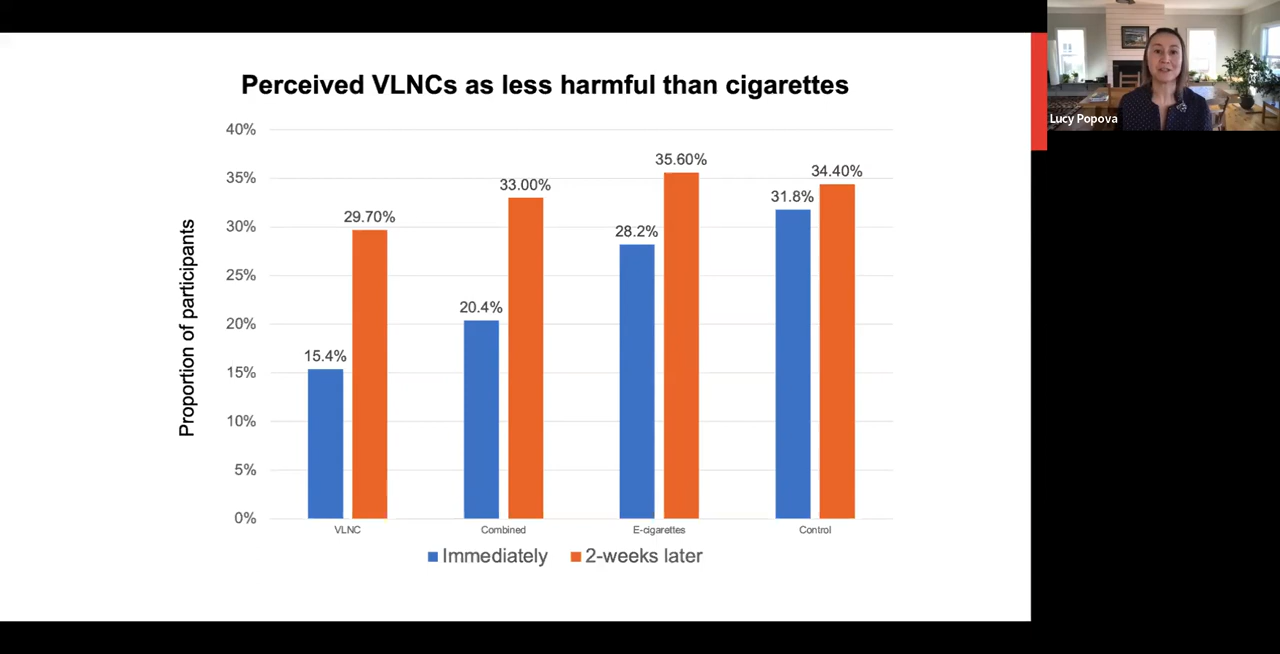 Perceived VLNCs as less harmful than cigarettes
Lucy Popova
Proportion of participants
40%
35%
30%
25%
20%
15%
10%
5%
0%
15.4%
29.70%
20.4%
33.00%
28.2%
35.60%
31.8%
34.40%
VLNC
Combined
E-cigarettes
Control
Immediately
2-weeks later